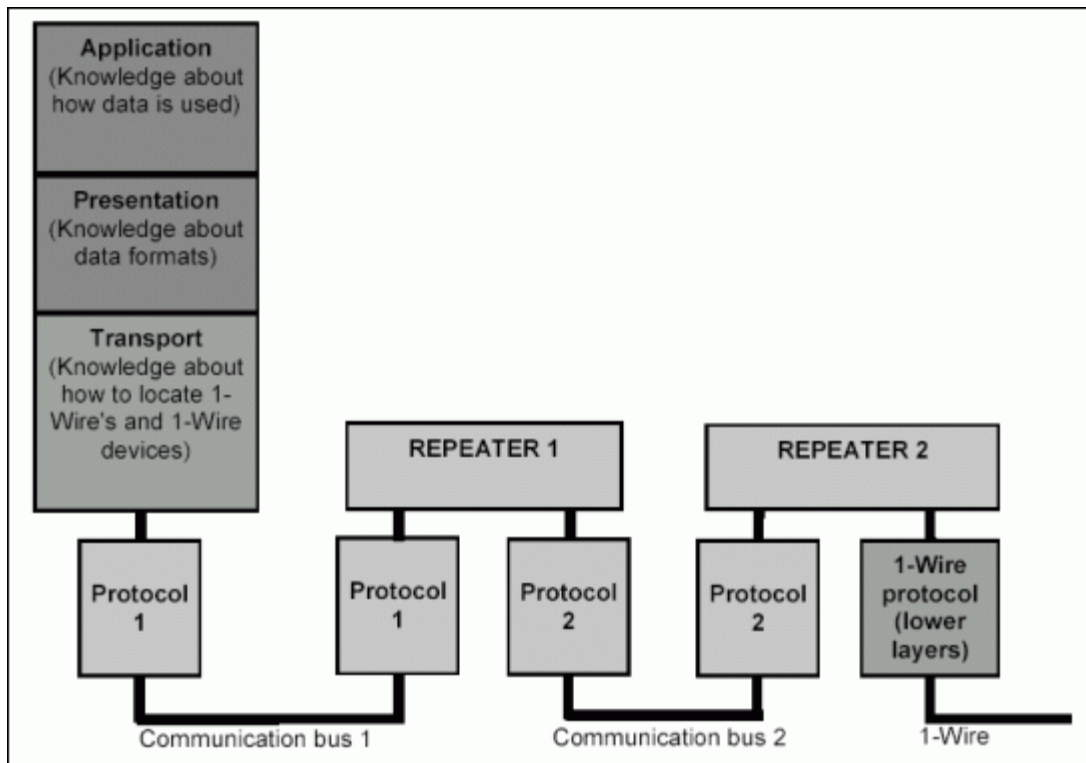 Application
(Knowledge about
how data is used)
Presentation
(Knowledge about
data formats)
Transport
(Knowledge about
how to locate 1-
Wire's and 1-Wire
devices)
REPEATER 1
REPEATER 2
Protocol
1
Protocol
1
Protocol
2
Protocol
2
1-Wire
protocol
(lower
layers)
Communication bus 1
Communication bus 2
1-Wire